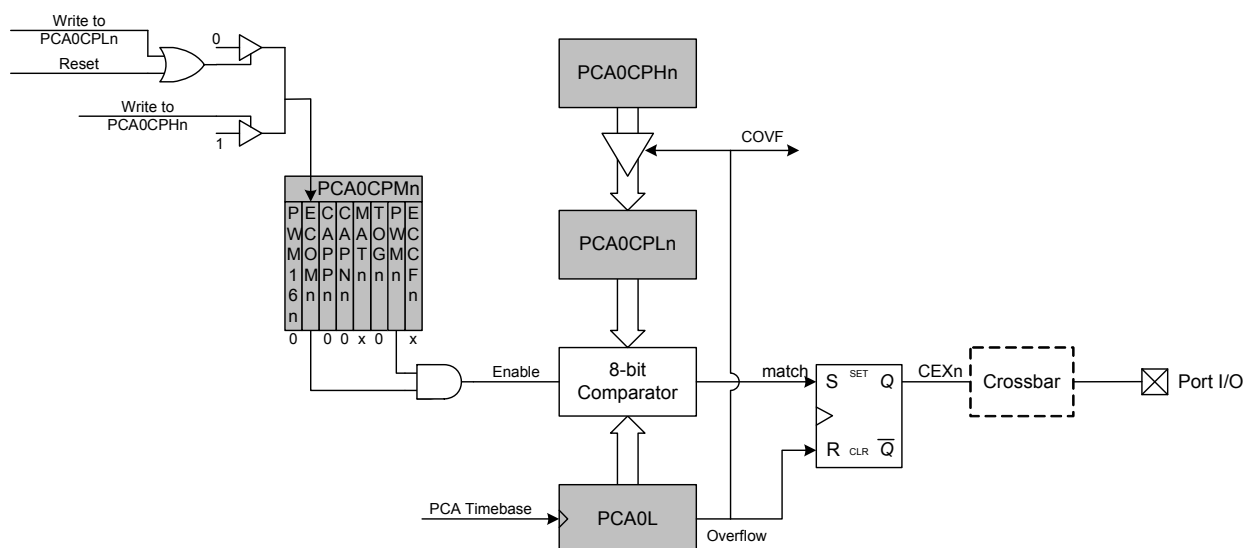 Write to
PCA0CPLn
Reset
0
Write to
PCA0CPHn
1
PCA0CPHn
COVF
PCA0CPMn
PWM16n
ECOMn
CAPPn
CAPNn
MATn
TOGn
PWMn
ECCFn
0 0 0 x 0 x
PCA0CPLn
Enable
8-bit
Comparator
match
S SET Q
R CLR Q
CEXn
Crossbar
Port I/O
PCA Timebase
PCA0L
Overflow